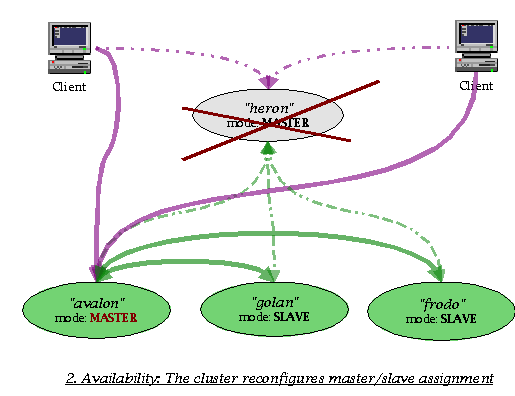 Client
Client
"heron"
mode: MASTER
"avalon"
mode: MASTER
"golan"
mode: SLAVE
"frodo"
mode: SLAVE
2. Availability: The cluster reconfigures master/slave assignment